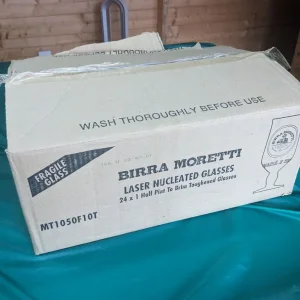 WASH THOROUGHLY BEFORE USE
FRAGILE
GLASS
BIRRA MORETTI
LASER NUCLEATED GLASSES
24 x 1 Half Pint To Brim Toughened Glasses
MT1050F10T